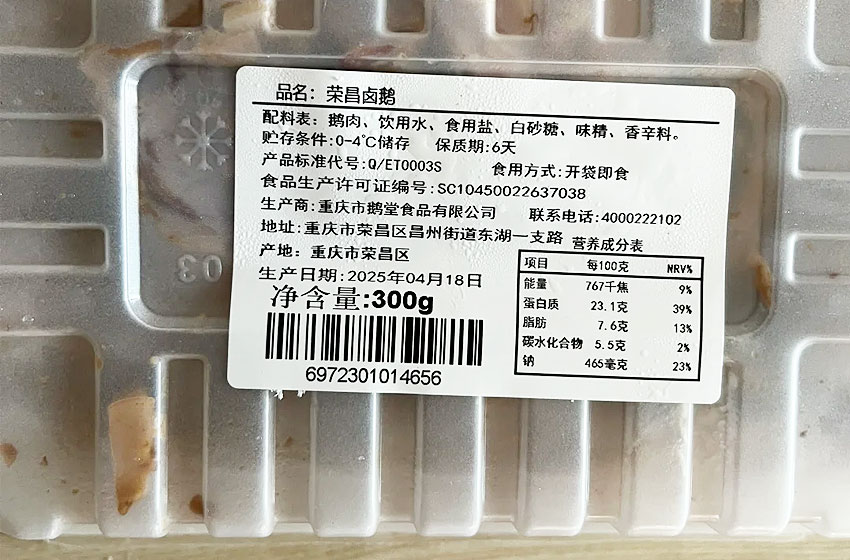 品名：荣昌卤鹅
配料表：鹅肉、饮用水、食用盐、白砂糖、味精、香辛料。
贮存条件:0-4℃储存 保质期:6天
产品标准代号:Q/ET0003S 食用方式:开袋即食
食品生产许可证编号:SC10450022637038
生产商:重庆市鹅堂食品有限公司 联系电话:4000222102
地址:重庆市荣昌区昌州街道东湖一支路
产地：重庆市荣昌区
生产日期:2025年04月18日
净含量:300g
6972301014656
营养成分表
项目 每100克 NRV%
能量 767千焦 9%
蛋白质 23.1克 39%
脂肪 7.6克 13%
碳水化合物 5.5克 2%
钠 465毫克 23%
03